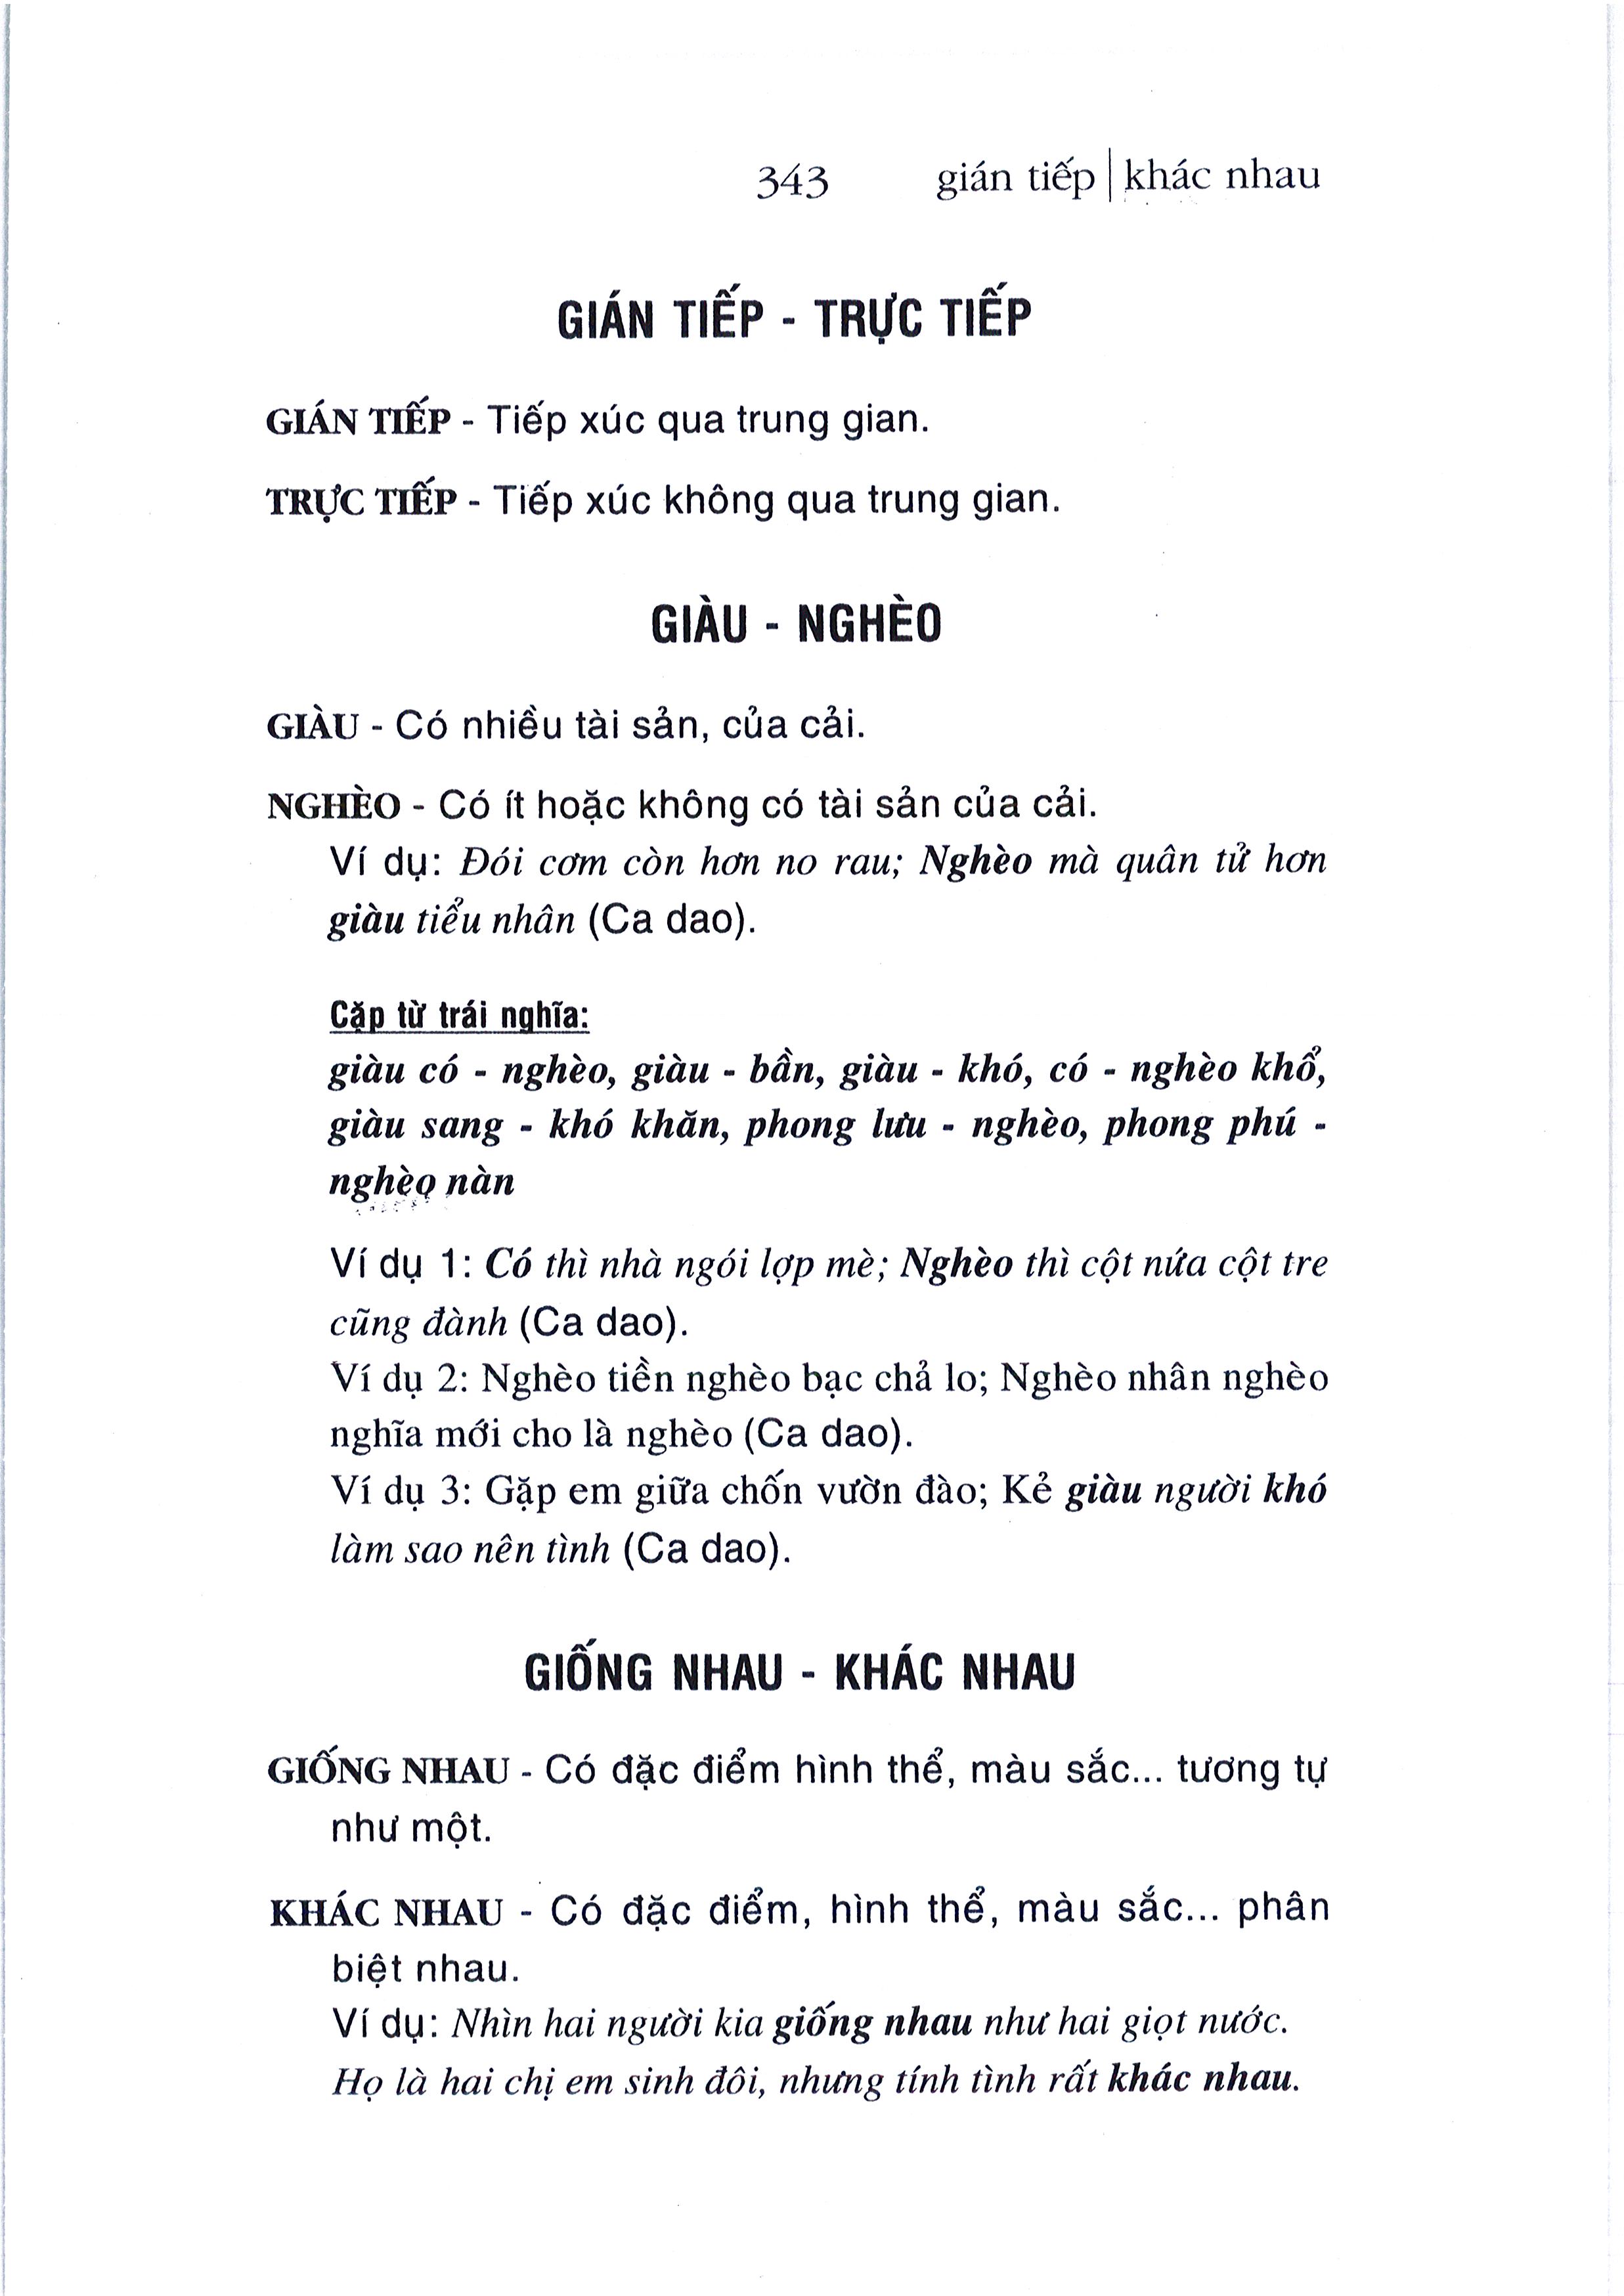 343 gián tiếp | khác nhau
GIÁN TIẾP - TRỰC TIẾP
GIÁN TIẾP - Tiếp xúc qua trung gian.
TRỰC TIẾP - Tiếp xúc không qua trung gian.
GIÀU - NGHÈO
GIÀU - Có nhiều tài sản, của cải.
NGHÈO - Có ít hoặc không có tài sản của cải.
Ví dụ: Đói cơm còn hơn no rau; Nghèo mà quân tử hơn
giàu tiểu nhân (Ca dao).
Cặp từ trái nghĩa:
giàu có - nghèo, giàu - bần, giàu - khó, có - nghèo khổ,
giàu sang - khó khăn, phong lưu - nghèo, phong phú -
nghèo nàn
Ví dụ 1: Có thì nhà ngói lợp mè; Nghèo thì cột nứa cột tre
cũng đành (Ca dao).
Ví dụ 2: Nghèo tiền nghèo bạc chả lo; Nghèo nhân nghèo
nghĩa mới cho là nghèo (Ca dao).
Ví dụ 3: Gặp em giữa chốn vườn đào; Kẻ giàu người khó
làm sao nên tình (Ca dao).
GIỐNG NHAU - KHÁC NHAU
GIỐNG NHAU - Có đặc điểm hình thể, màu sắc... tương tự
như một.
KHÁC NHAU - Có đặc điểm, hình thể, màu sắc... phân
biệt nhau.
Ví dụ: Nhìn hai người kia giống nhau như hai giọt nước.
Họ là hai chị em sinh đôi, nhưng tính tình rất khác nhau.